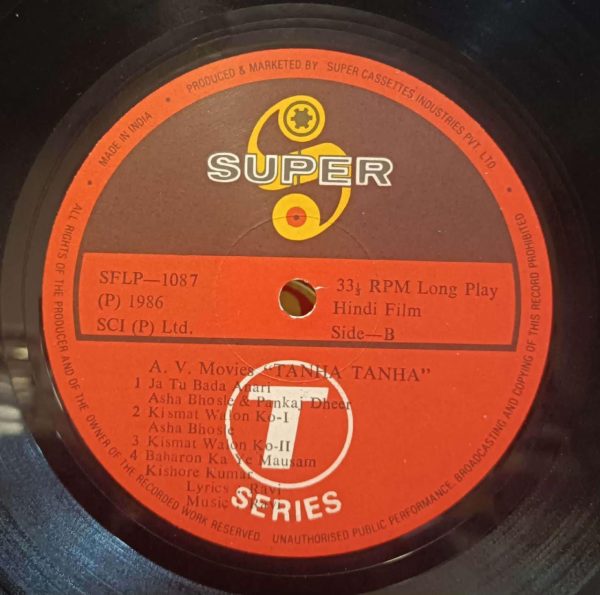 PRODUCED & MARKETED BY SUPER CASSETTES INDUSTRIES PVT. LTD.
MADE IN INDIA
SUPER
SFLP—1087
(P) 1986
SCI (P) Ltd.
33⅓ RPM Long Play
Hindi Film
Side—B
A. V. Movies "TANHA TANHA"
1 Ja Tu Bada Anari
Asha Bhosle & Pankaj Dheer
2 Kismat Walon Ko-I
Asha Bhosle
3 Kismat Walon Ko-II
4 Baharon Ka Ye Mausam
Kishore Kumar
Lyrics : Ravi
Music :
T
SERIES
ALL RIGHTS OF THE PRODUCER AND OF THE OWNER OF THE RECORDED WORK RESERVED. UNAUTHORISED PUBLIC PERFORMANCE, BROADCASTING AND COPYING OF THIS RECORD PROHIBITED